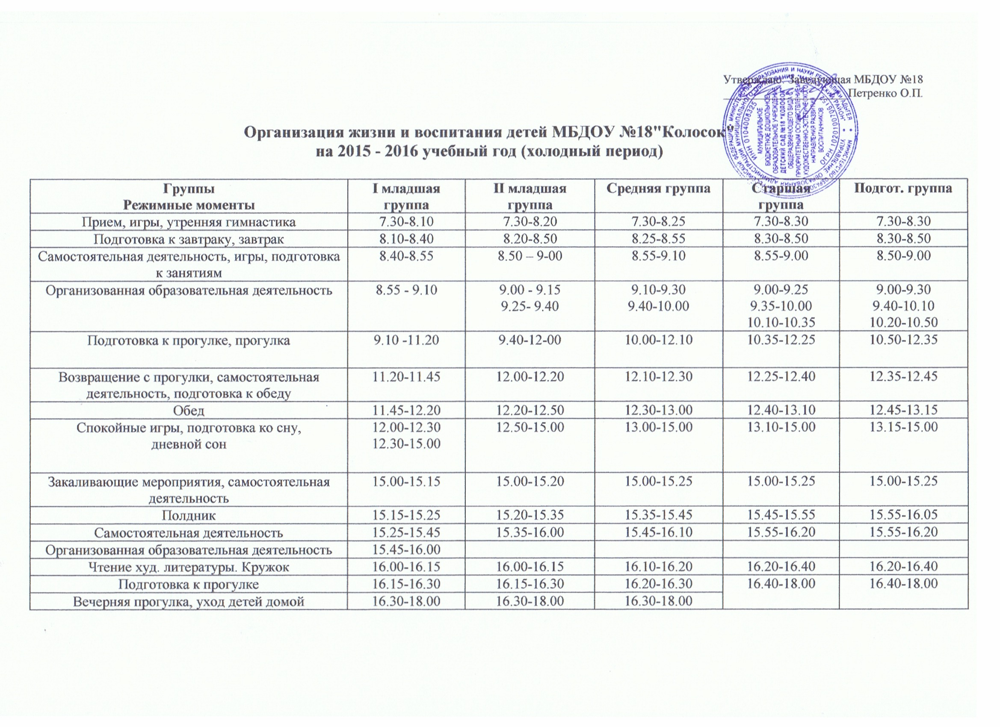 Утверждаю: Заведующая МБДОУ №18
Петренко О.П.
Организация жизни и воспитания детей МБДОУ №18"Колосок"
на 2015 - 2016 учебный год (холодный период)
Группы
Режимные моменты
I младшая
группа
II младшая
группа
Средняя группа
Старшая
группа
Подгот. группа
Прием, игры, утренняя гимнастика 7.30-8.10 7.30-8.20 7.30-8.25 7.30-8.30 7.30-8.30
Подготовка к завтраку, завтрак 8.10-8.40 8.20-8.50 8.25-8.55 8.30-8.50 8.30-8.50
Самостоятельная деятельность, игры, подготовка 8.40-8.55 8.50 – 9-00 8.55-9.10 8.55-9.00 8.50-9.00
к занятиям
Организованная образовательная деятельность 8.55 - 9.10 9.00 - 9.15 9.10-9.30 9.00-9.25 9.00-9.30
9.25- 9.40 9.40-10.00 9.35-10.00 9.40-10.10
10.10-10.35 10.20-10.50
Подготовка к прогулке, прогулка 9.10 -11.20 9.40-12-00 10.00-12.10 10.35-12.25 10.50-12.35
Возвращение с прогулки, самостоятельная 11.20-11.45 12.00-12.20 12.10-12.30 12.25-12.40 12.35-12.45
деятельность, подготовка к обеду
Обед 11.45-12.20 12.20-12.50 12.30-13.00 12.40-13.10 12.45-13.15
Спокойные игры, подготовка ко сну, 12.00-12.30 12.50-15.00 13.00-15.00 13.10-15.00 13.15-15.00
дневной сон 12.30-15.00
Закаливающие мероприятия, самостоятельная 15.00-15.15 15.00-15.20 15.00-15.25 15.00-15.25 15.00-15.25
деятельность
Полдник 15.15-15.25 15.20-15.35 15.35-15.45 15.45-15.55 15.55-16.05
Самостоятельная деятельность 15.25-15.45 15.35-16.00 15.45-16.10 15.55-16.20 15.55-16.20
Организованная образовательная деятельность 15.45-16.00
Чтение худ. литературы. Кружок 16.00-16.15 16.00-16.15 16.10-16.20 16.20-16.40 16.20-16.40
Подготовка к прогулке 16.15-16.30 16.15-16.30 16.20-16.30 16.40-18.00 16.40-18.00
Вечерняя прогулка, уход детей домой 16.30-18.00 16.30-18.00 16.30-18.00
МУНИЦИПАЛЬНОЕ
БЮДЖЕТНОЕ ДОШКОЛЬНОЕ
ОБРАЗОВАТЕЛЬНОЕ УЧРЕЖДЕНИЕ
ДЕТСКИЙ САД №18 "КОЛОСОК"
ОБЩЕРАЗВИВАЮЩЕГО ВИДА С
ПРИОРИТЕТНЫМ ОСУЩЕСТВЛЕНИЕМ
ХУДОЖЕСТВЕННО-ЭСТЕТИЧЕСКОГО
НАПРАВЛЕНИЯ РАЗВИТИЯ
ВОСПИТАННИКОВ
ИНН 0104008325